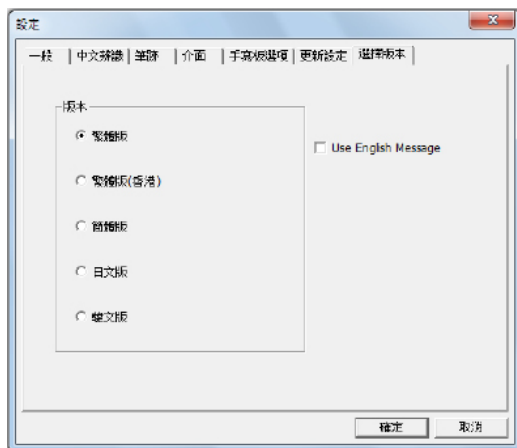 設定
一般 中文辨識 筆跡 介面 手寫板選項 更新設定 選擇版本
版本
繁體版
Use English Message
繁體版(香港)
簡體版
日文版
韓文版
確定 取消